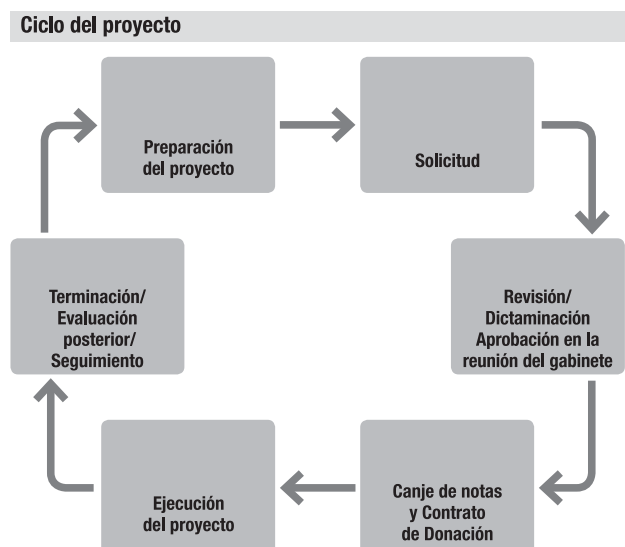 Ciclo del proyecto
Preparación
del proyecto
Solicitud
Revisión/
Dictaminación
Aprobación en la
reunión del gabinete
Canje de notas
y Contrato
de Donación
Ejecución
del proyecto
Terminación/
Evaluación
posterior/
Seguimiento